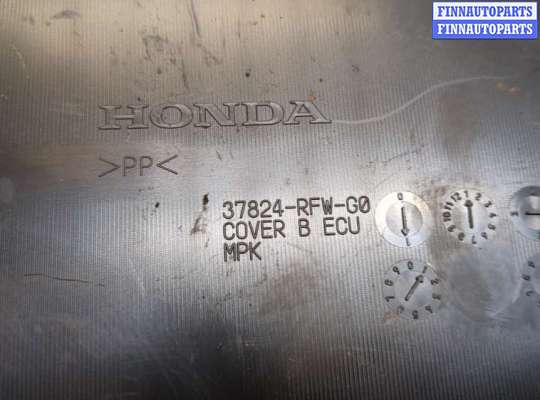 FINNAUTOPARTS
FINNAUTOPARTS
HONDA
>PP<
37824-RFW-G0
COVER B ECU
MPK